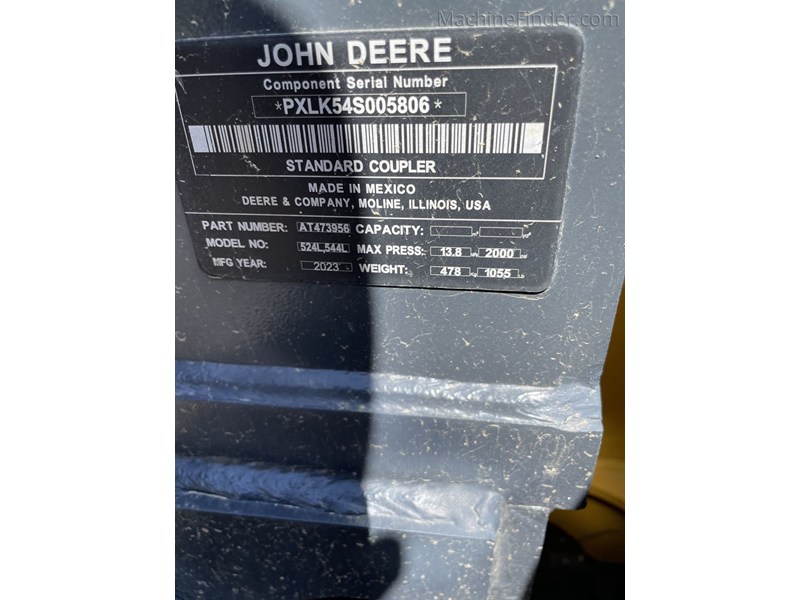 MachineFinder.com
JOHN DEERE
Component Serial Number
*PXLK54S005806*
STANDARD COUPLER
MADE IN MEXICO
DEERE & COMPANY, MOLINE, ILLINOIS, USA
PART NUMBER: AT473956 CAPACITY:
MODEL NO: 524L,544L MAX PRESS: 13.8 2000
MFG YEAR: 2023 WEIGHT: 478 1055